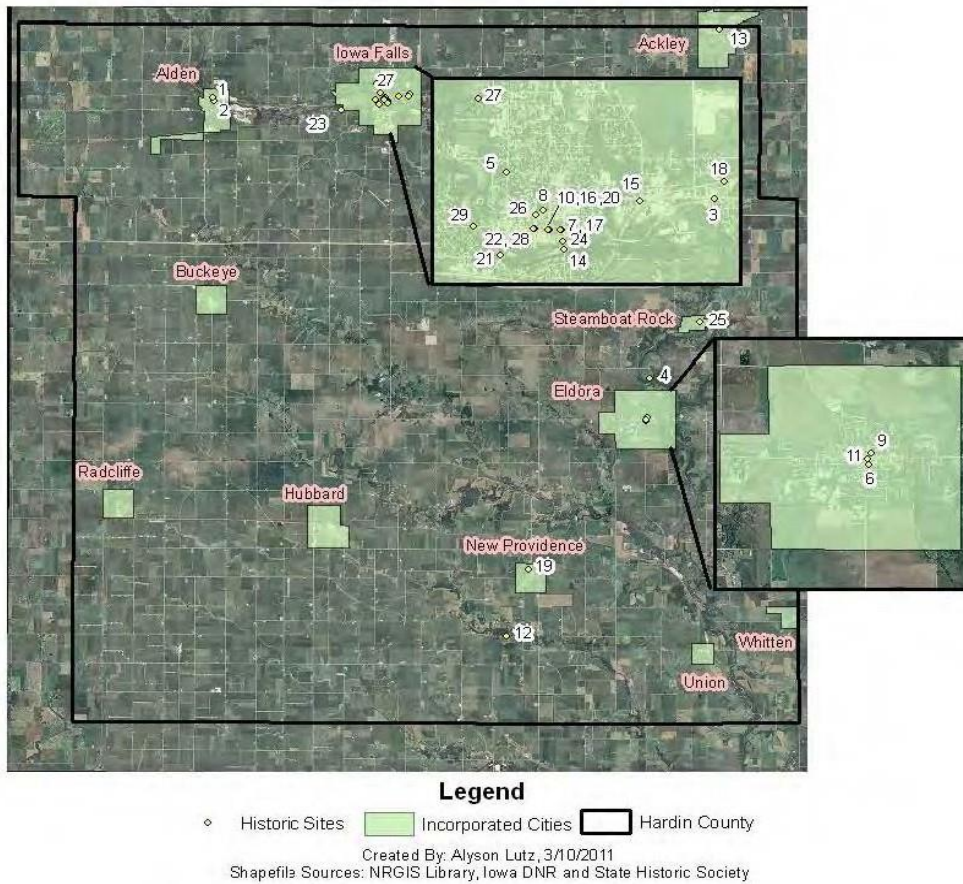 Ackley
13
Iowa Falls
27
Alden
1
2
23
27
5
18
8
10,16,20
15
26
3
29
7, 17
22, 28
24
21
14
Buckeye
Steamboat Rock
25
4
Eldora
9
11
6
Radcliffe
Hubbard
New Providence
19
12
Whitten
Union
Legend
Historic Sites Incorporated Cities Hardin County
Created By: Alyson Lutz, 3/10/2011
Shapefile Sources: NRGIS Library, Iowa DNR and State Historic Society